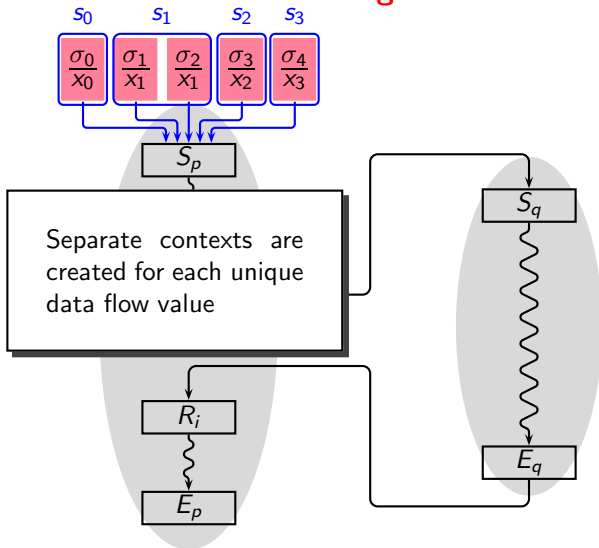 s0 s1 s2 s3
σ0 σ1 σ2 σ3 σ4
x0 x1 x1 x2 x3
Sp
Sq
Separate contexts are
created for each unique
data flow value
Ri
Eq
Ep